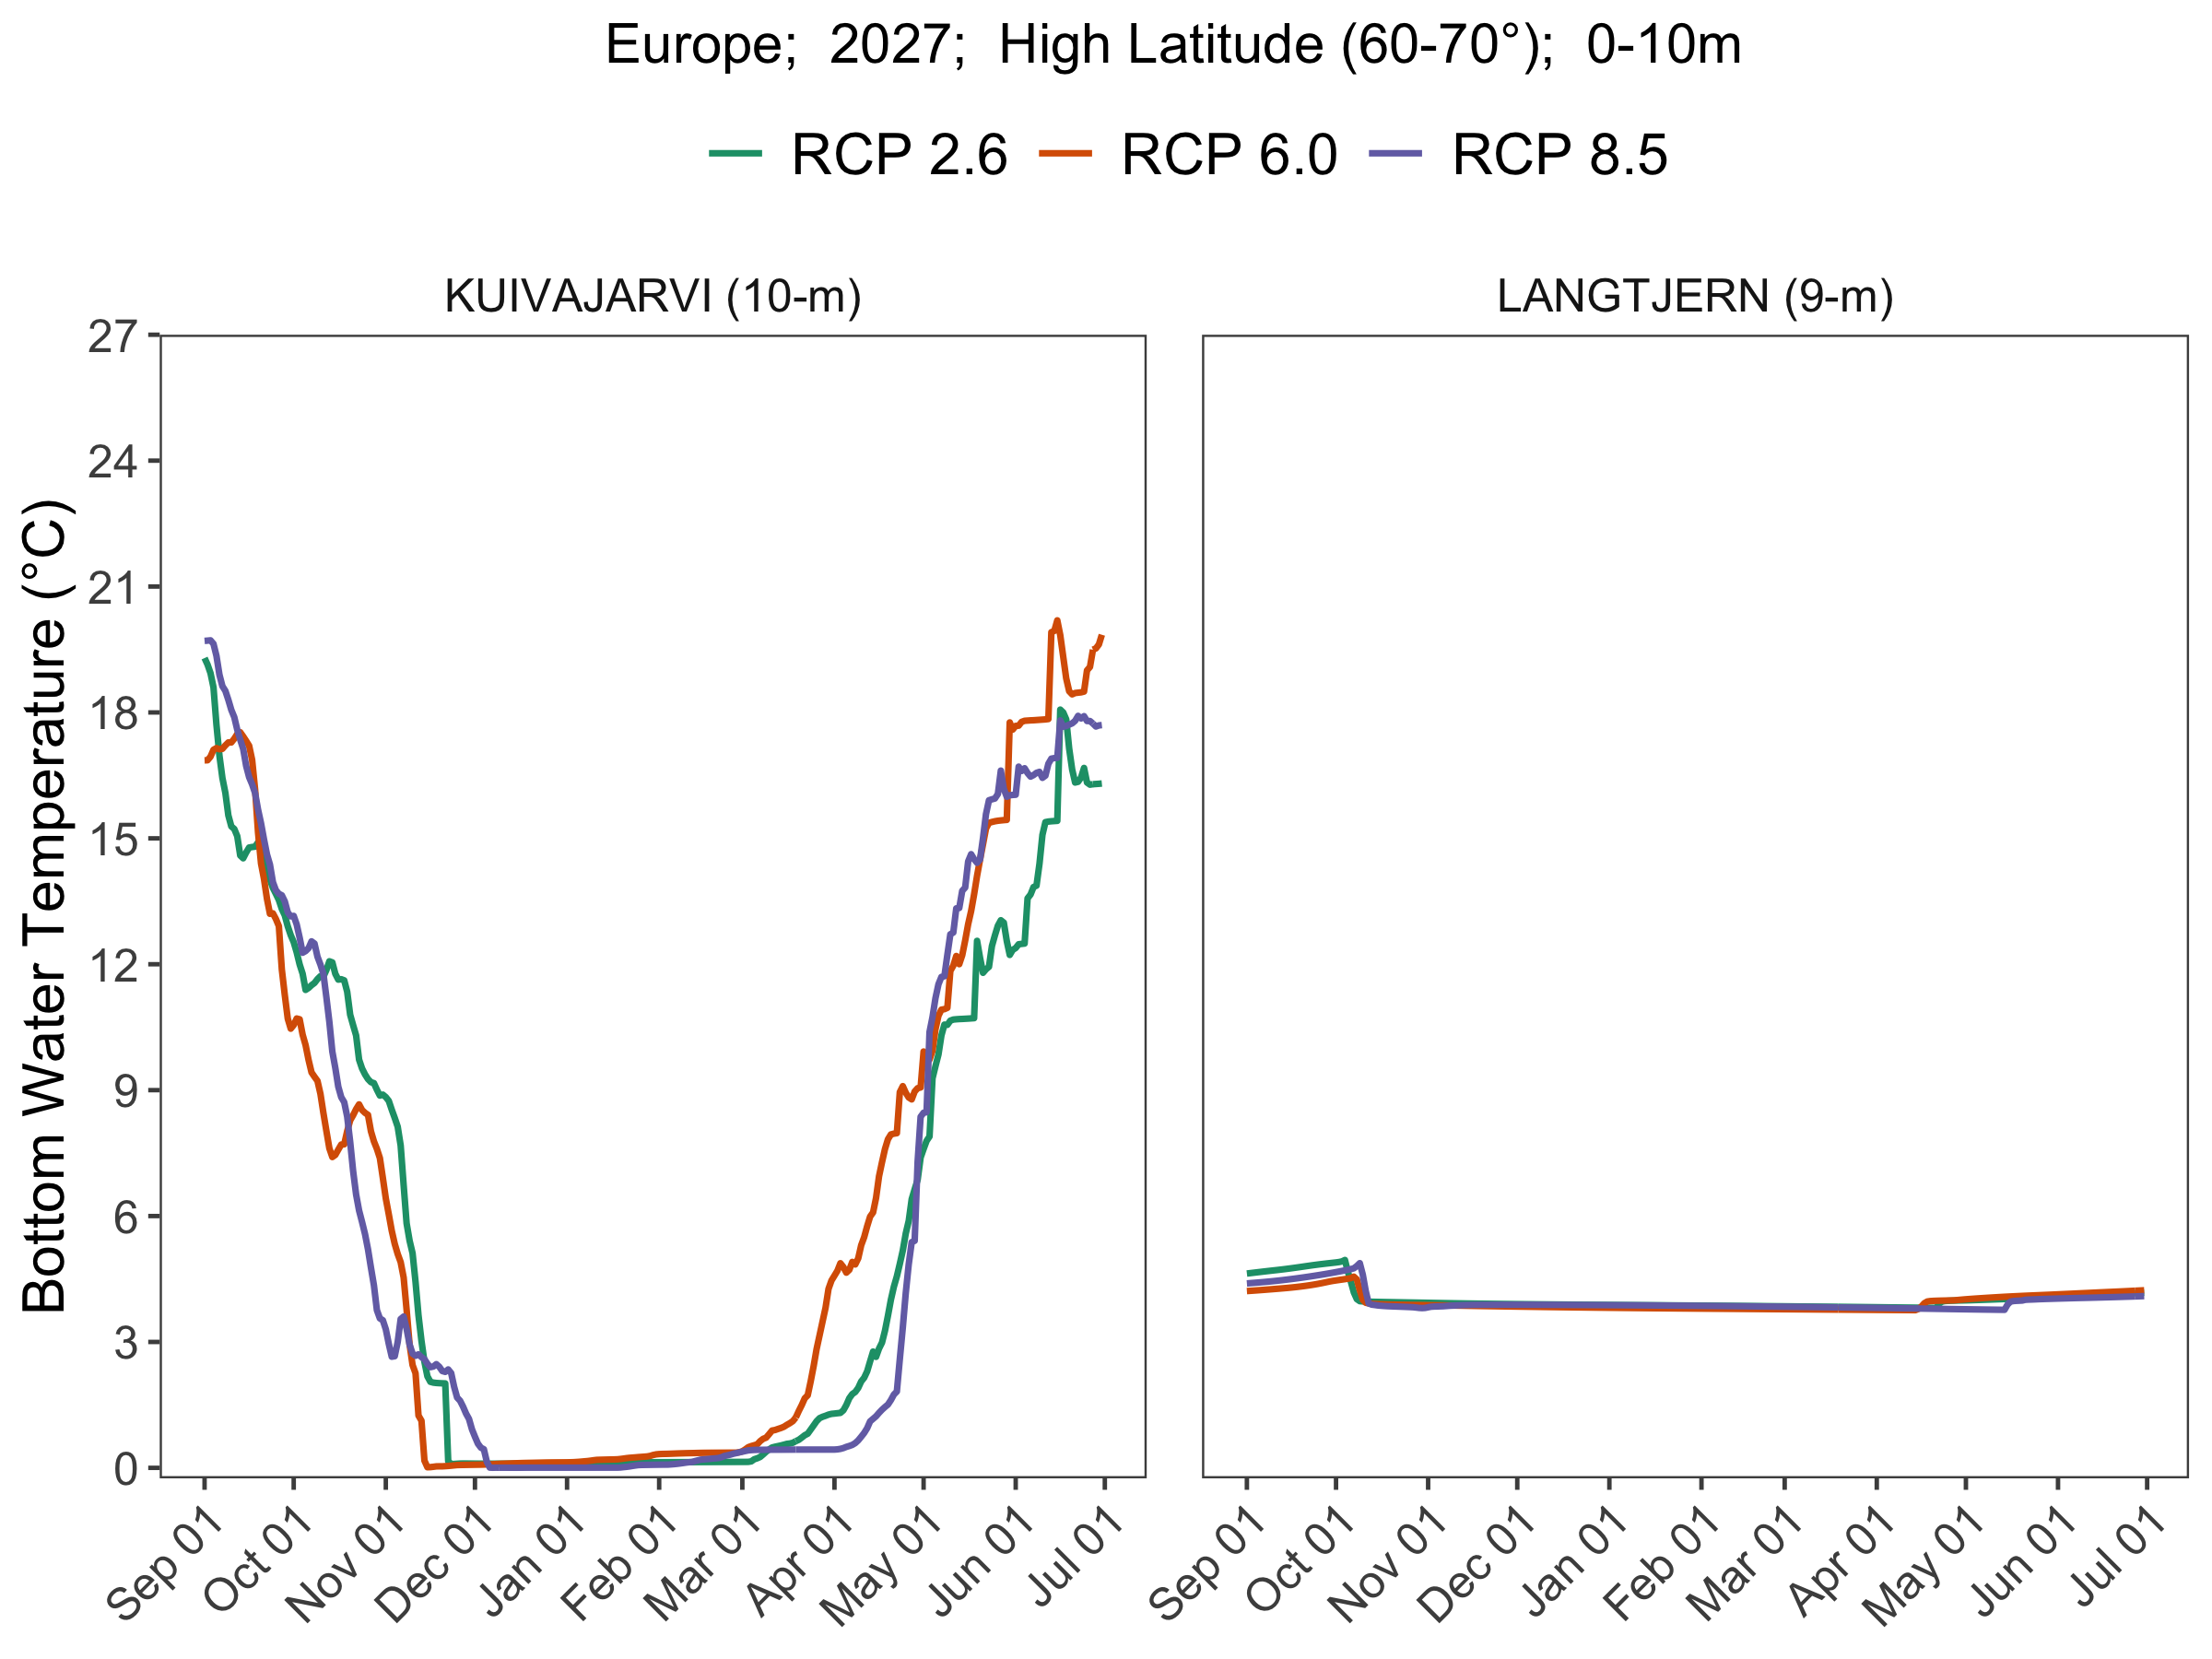 Europe; 2027; High Latitude (60-70°); 0-10m
RCP 2.6 RCP 6.0 RCP 8.5
KUIVAJARVI (10-m)
LANGTJERN (9-m)
Bottom Water Temperature (°C)
27
24
21
18
15
12
9
6
3
0
Sep 01 Oct 01 Nov 01 Dec 01 Jan 01 Feb 01 Mar 01 Apr 01 May 01 Jun 01 Jul 01
Sep 01 Oct 01 Nov 01 Dec 01 Jan 01 Feb 01 Mar 01 Apr 01 May 01 Jun 01 Jul 01